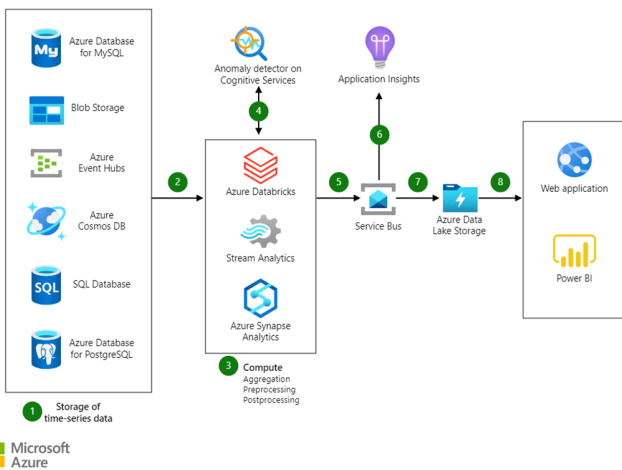 Azure Database
for MySQL
My
Blob Storage
Azure
Event Hubs
Azure
Cosmos DB
SQL
SQL Database
Azure Database
for PostgreSQL
1
Storage of
time-series data
2
Anomaly detector on
Cognitive Services
4
Azure Databricks
Stream Analytics
Azure Synapse
Analytics
3
Compute
Aggregation
Preprocessing
Postprocessing
5
Application Insights
6
Service Bus
7
Azure Data
Lake Storage
8
Web application
Power BI
Microsoft
Azure